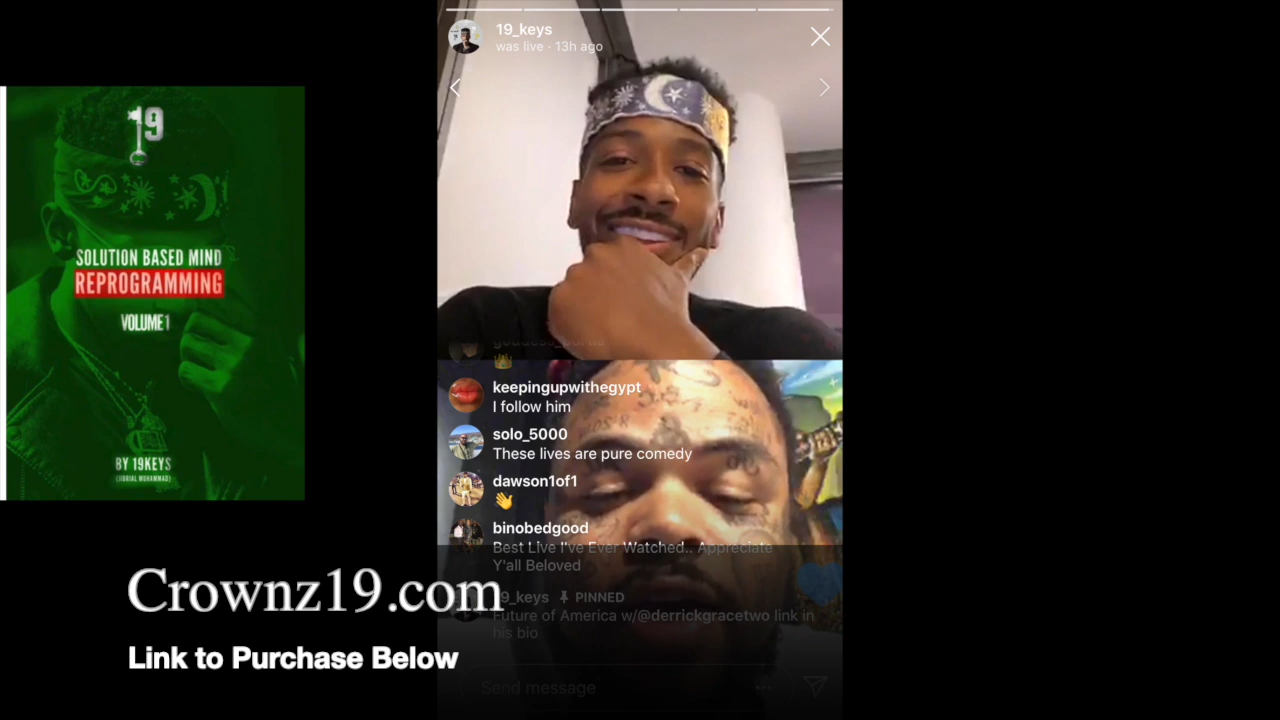 19
SOLUTION BASED MIND
REPROGRAMMING
VOLUME 1
BY 19KEYS
(JIBRIAL MUHAMMAD)
Crownz19.com
Link to Purchase Below
19_keys
was live · 13h ago
keepingupwithegypt
I follow him
solo_5000
These lives are pure comedy
dawson1of1
👋
binobedgood
Best Live I've Ever Watched.. Appreciate
Y'all Beloved
19_keys PINNED
Future of America w/@derrickgracetwo link in
his bio
Send message